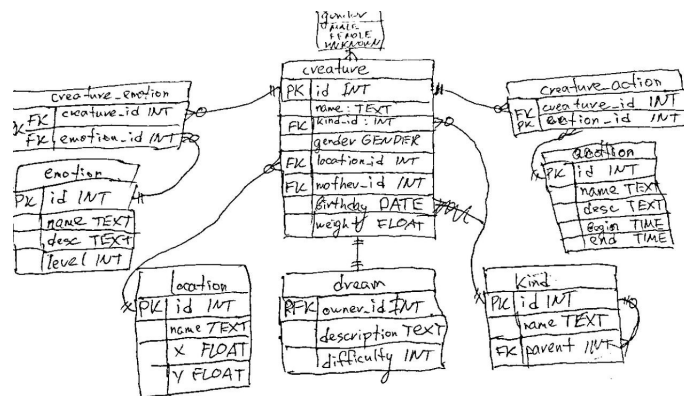 gender
MALE
FEMALE
UNKNOWN
creature
PK id INT
name: TEXT
FK kind_id: INT
gender GENDER
FK location_id INT
FK mother_id INT
Birthday DATE
weight FLOAT
creature_emotion
FK creature_id INT
FK emotion_id INT
emotion
PK id INT
name TEXT
desc TEXT
level INT
location
PK id INT
name TEXT
X FLOAT
Y FLOAT
dream
PFK owner_id INT
description TEXT
difficulty INT
creature_action
FK creature_id INT
FK PK INT
action
PK id INT
name TEXT
desc TEXT
Begin TIME
end TIME
Kind
PK id INT
name TEXT
FK parent INT